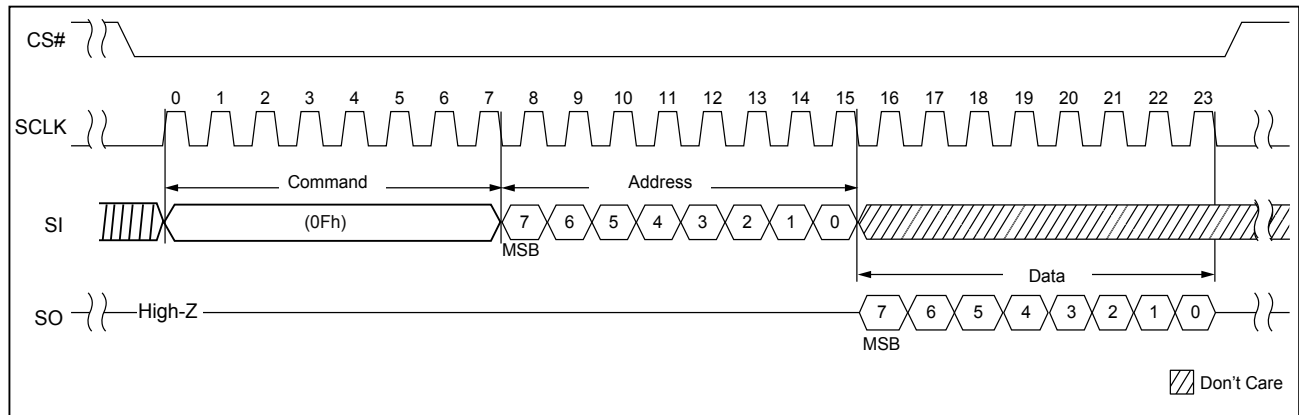 CS#
0 1 2 3 4 5 6 7 8 9 10 11 12 13 14 15 16 17 18 19 20 21 22 23
SCLK
Command Address
SI (0Fh) 7 6 5 4 3 2 1 0
MSB
Data
SO High-Z 7 6 5 4 3 2 1 0
MSB
Don't Care